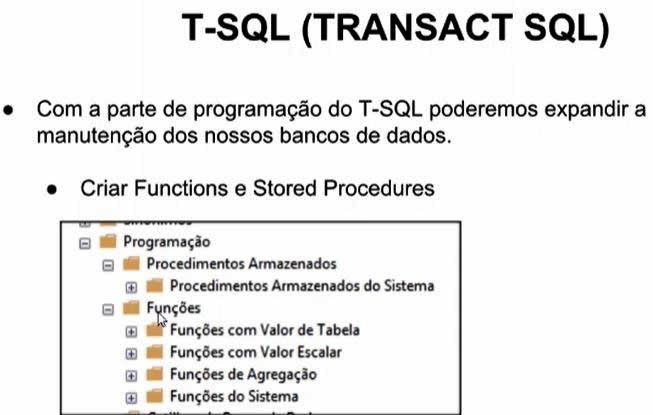 T-SQL (TRANSACT SQL)
● Com a parte de programação do T-SQL poderemos expandir a
manutenção dos nossos bancos de dados.
● Criar Functions e Stored Procedures
Programação
Procedimentos Armazenados
Procedimentos Armazenados do Sistema
Funções
Funções com Valor de Tabela
Funções com Valor Escalar
Funções de Agregação
Funções do Sistema